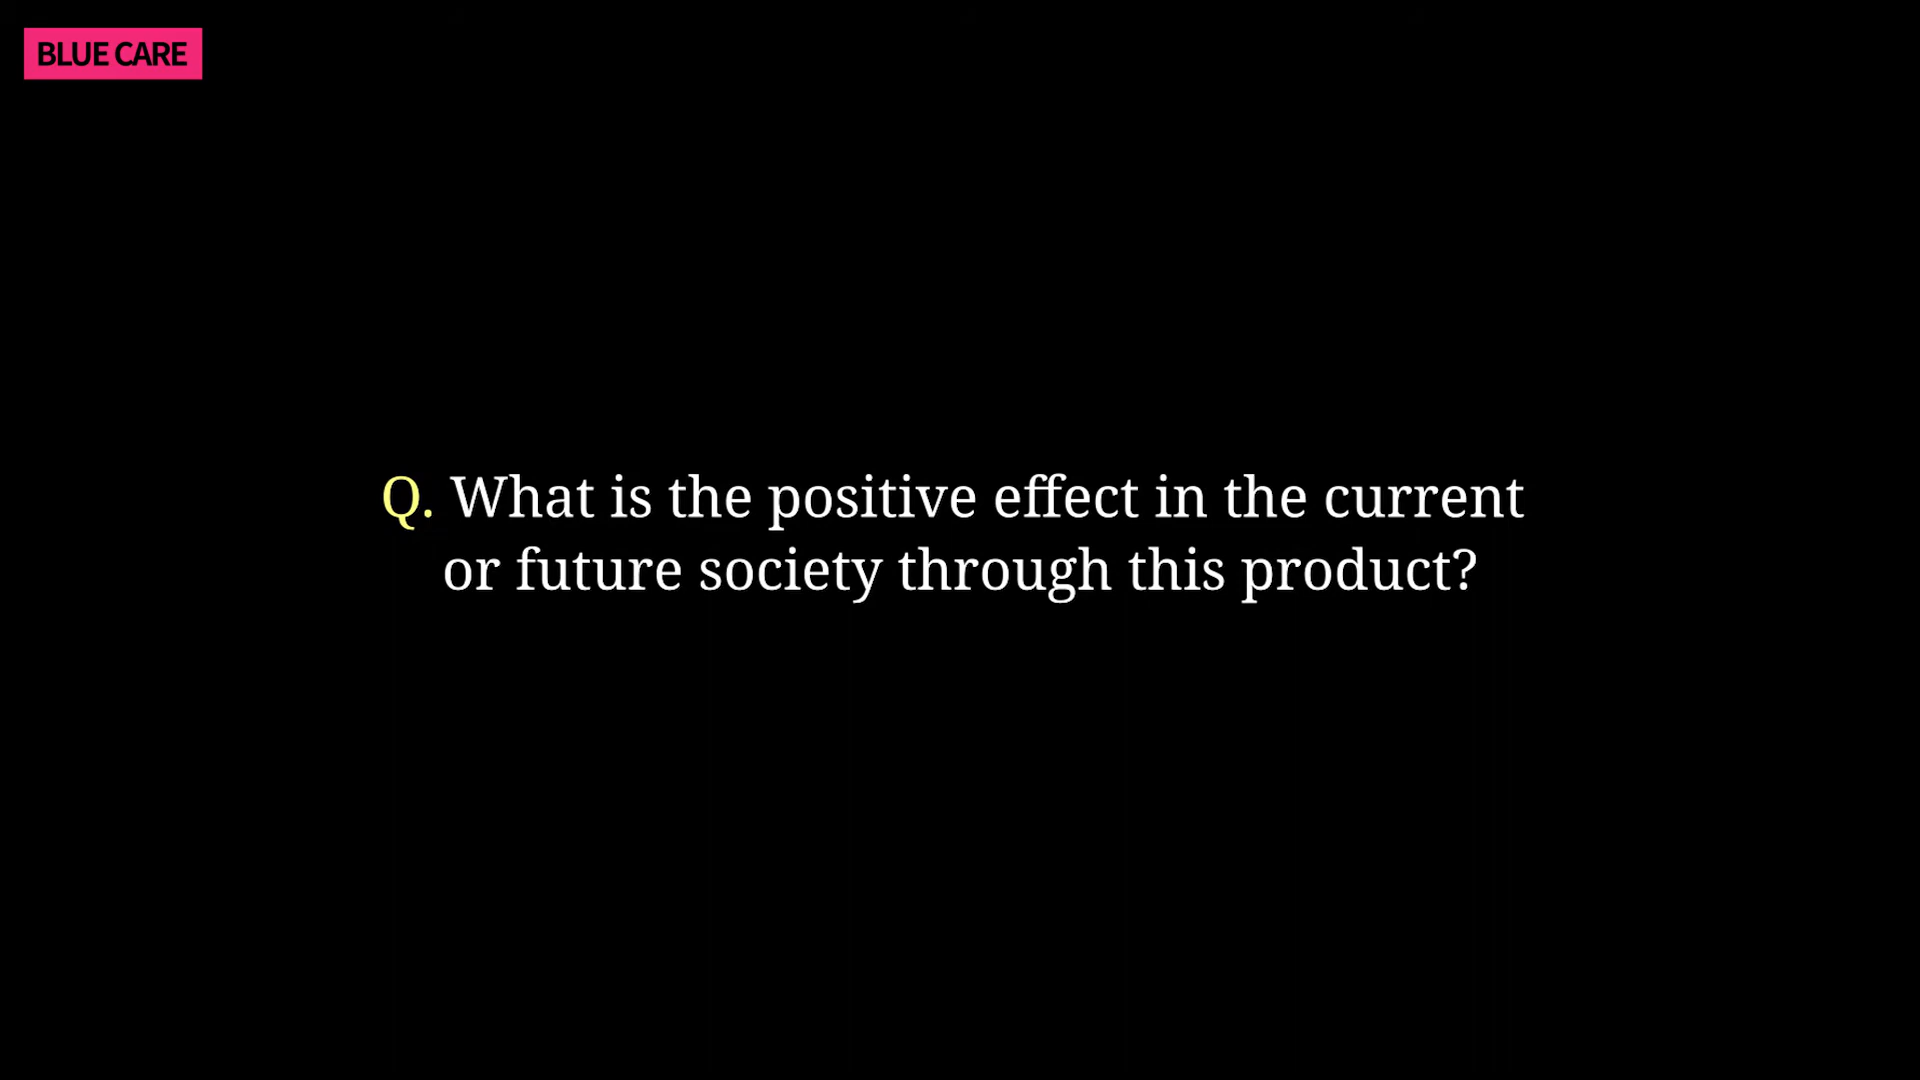 BLUE CARE
Q. What is the positive effect in the current
or future society through this product?